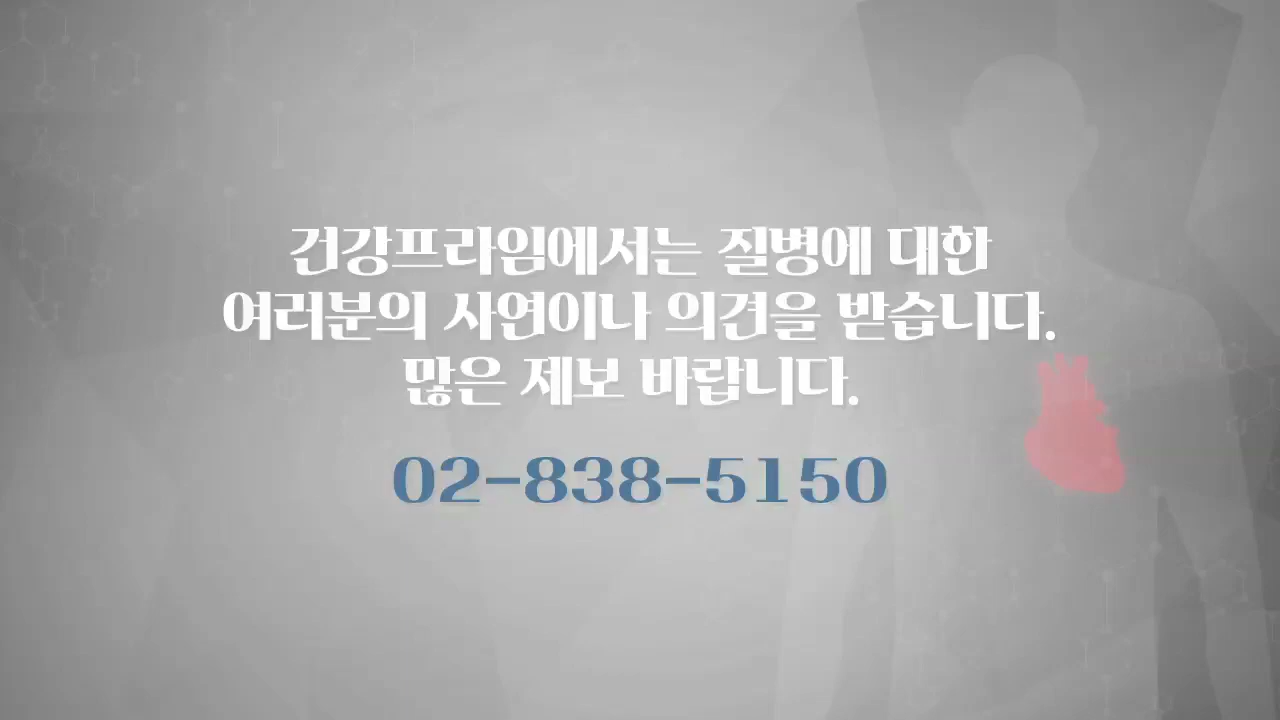 건강프라임에서는 질병에 대한
여러분의 사연이나 의견을 받습니다.
많은 제보 바랍니다.
02-838-5150